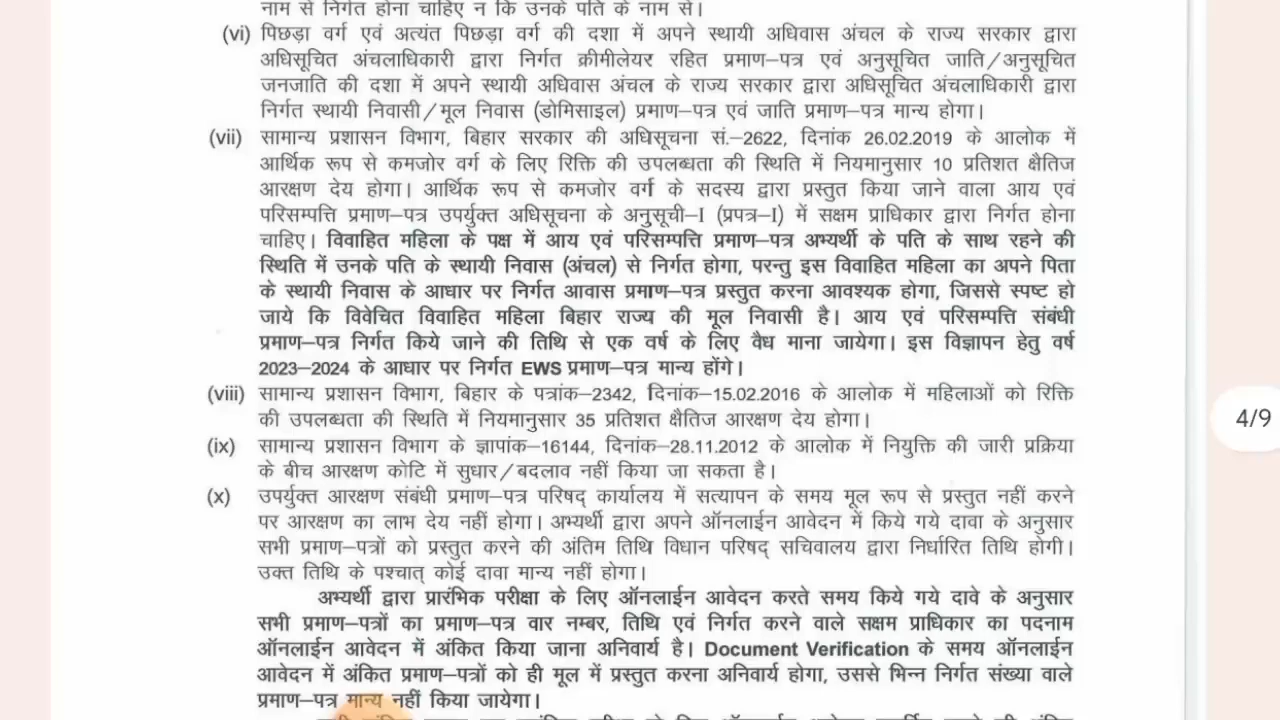 नाम से निर्गत होना चाहिए न कि उनके पति के नाम से।
(vi) पिछड़ा वर्ग एवं अत्यंत पिछड़ा वर्ग की दशा में अपने स्थायी अधिवास अंचल के राज्य सरकार द्वारा
अधिसूचित अंचलाधिकारी द्वारा निर्गत क्रीमीलेयर रहित प्रमाण–पत्र एवं अनुसूचित जाति/अनुसूचित
जनजाति की दशा में अपने स्थायी अधिवास अंचल के राज्य सरकार द्वारा अधिसूचित अंचलाधिकारी द्वारा
निर्गत स्थायी निवासी/मूल निवास (डोमिसाइल) प्रमाण–पत्र एवं जाति प्रमाण–पत्र मान्य होगा।
(vii) सामान्य प्रशासन विभाग, बिहार सरकार की अधिसूचना सं.–2622, दिनांक 26.02.2019 के आलोक में
आर्थिक रूप से कमजोर वर्ग के लिए रिक्ति की उपलब्धता की स्थिति में नियमानुसार 10 प्रतिशत क्षैतिज
आरक्षण देय होगा। आर्थिक रूप से कमजोर वर्ग के सदस्य द्वारा प्रस्तुत किया जाने वाला आय एवं
परिसम्पत्ति प्रमाण–पत्र उपर्युक्त अधिसूचना के अनुसूची–I (प्रपत्र–I) में सक्षम प्राधिकार द्वारा निर्गत होना
चाहिए। विवाहित महिला के पक्ष में आय एवं परिसम्पत्ति प्रमाण–पत्र अभ्यर्थी के पति के साथ रहने की
स्थिति में उनके पति के स्थायी निवास (अंचल) से निर्गत होगा, परन्तु इस विवाहित महिला का अपने पिता
के स्थायी निवास के आधार पर निर्गत आवास प्रमाण–पत्र प्रस्तुत करना आवश्यक होगा, जिससे स्पष्ट हो
जाये कि विवेचित विवाहित महिला बिहार राज्य की मूल निवासी है। आय एवं परिसम्पत्ति संबंधी
प्रमाण–पत्र निर्गत किये जाने की तिथि से एक वर्ष के लिए वैध माना जायेगा। इस विज्ञापन हेतु वर्ष
2023–2024 के आधार पर निर्गत EWS प्रमाण–पत्र मान्य होंगे।
(viii) सामान्य प्रशासन विभाग, बिहार के पत्रांक–2342, दिनांक–15.02.2016 के आलोक में महिलाओं को रिक्ति
की उपलब्धता की स्थिति में नियमानुसार 35 प्रतिशत क्षैतिज आरक्षण देय होगा।
(ix) सामान्य प्रशासन विभाग के ज्ञापांक–16144, दिनांक–28.11.2012 के आलोक में नियुक्ति की जारी प्रक्रिया
के बीच आरक्षण कोटि में सुधार/बदलाव नहीं किया जा सकता है।
4/9
(x) उपर्युक्त आरक्षण संबंधी प्रमाण–पत्र परिषद् कार्यालय में सत्यापन के समय मूल रूप से प्रस्तुत नहीं करने
पर आरक्षण का लाभ देय नहीं होगा। अभ्यर्थी द्वारा अपने ऑनलाईन आवेदन में किये गये दावा के अनुसार
सभी प्रमाण–पत्रों को प्रस्तुत करने की अंतिम तिथि विधान परिषद् सचिवालय द्वारा निर्धारित तिथि होगी।
उक्त तिथि के पश्चात् कोई दावा मान्य नहीं होगा।
अभ्यर्थी द्वारा प्रारंभिक परीक्षा के लिए ऑनलाईन आवेदन करते समय किये गये दावे के अनुसार
सभी प्रमाण–पत्रों का प्रमाण–पत्र वार नम्बर, तिथि एवं निर्गत करने वाले सक्षम प्राधिकार का पदनाम
ऑनलाईन आवेदन में अंकित किया जाना अनिवार्य है। Document Verification के समय ऑनलाईन
आवेदन में अंकित प्रमाण–पत्रों को ही मूल में प्रस्तुत करना अनिवार्य होगा, उससे भिन्न निर्गत संख्या वाले
प्रमाण–पत्र मान्य नहीं किया जायेगा।